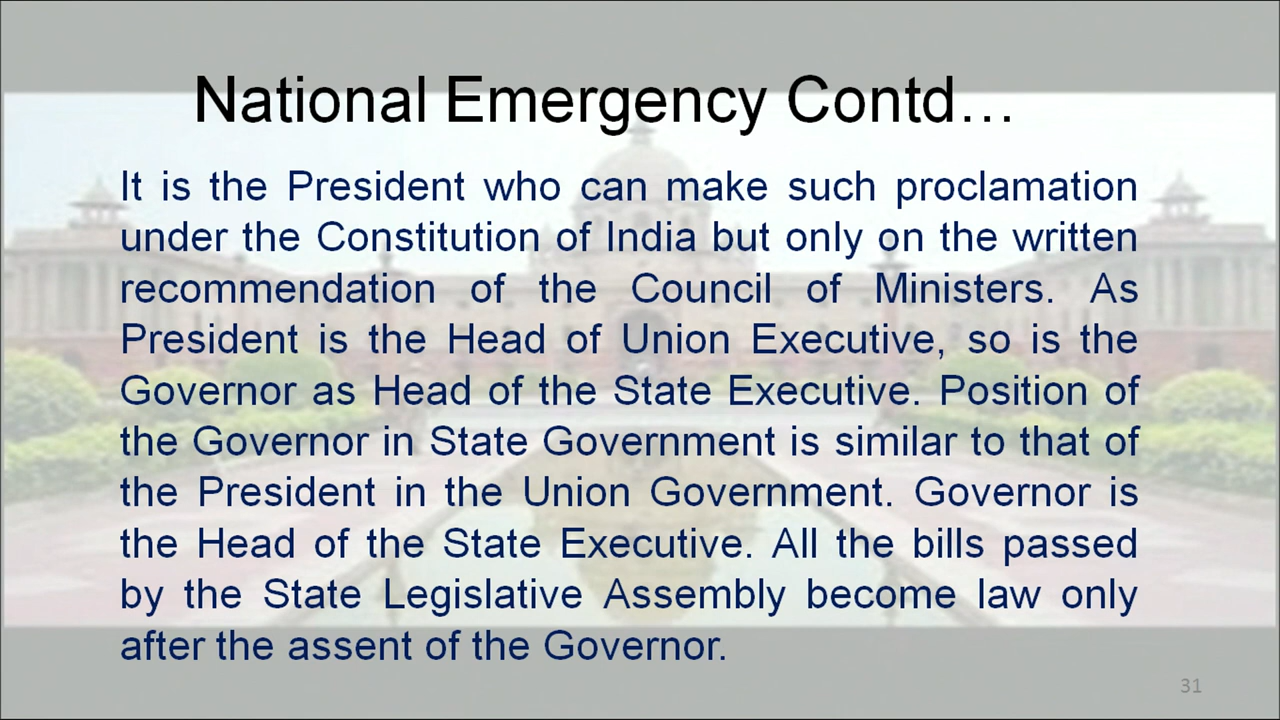 National Emergency Contd...
It is the President who can make such proclamation
under the Constitution of India but only on the written
recommendation of the Council of Ministers. As
President is the Head of Union Executive, so is the
Governor as Head of the State Executive. Position of
the Governor in State Government is similar to that of
the President in the Union Government. Governor is
the Head of the State Executive. All the bills passed
by the State Legislative Assembly become law only
after the assent of the Governor.
31